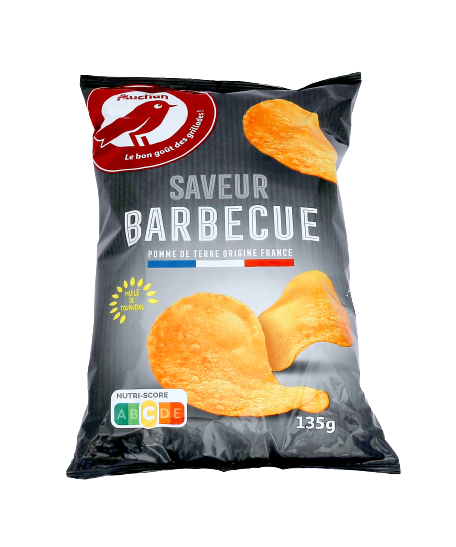 Auchan
Le bon goût des grillades !
SAVEUR
BARBECUE
POMME DE TERRE ORIGINE FRANCE
HUILE
DE
TOURNESOL
NUTRI-SCORE
ABCDE
135g